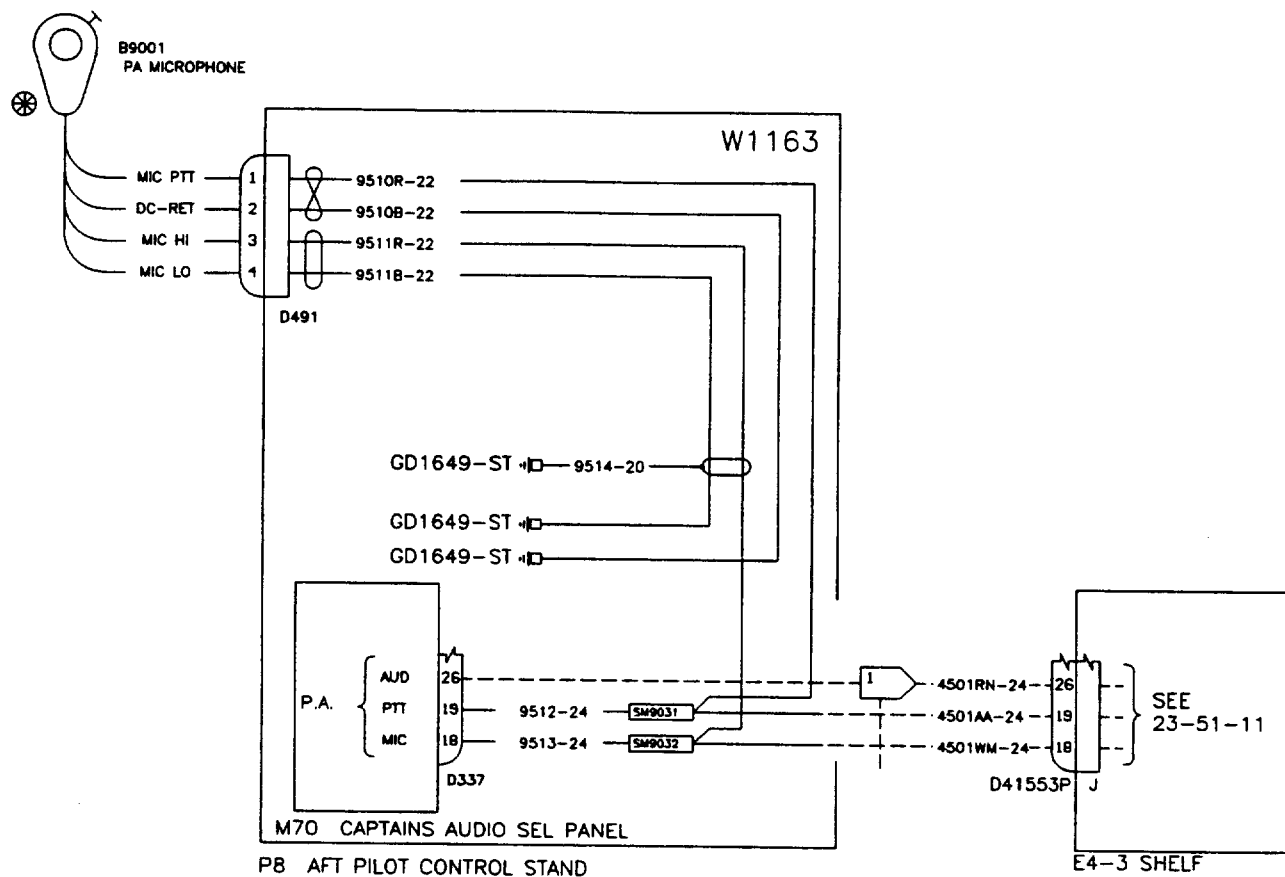 B9001
PA MICROPHONE
W1163
MIC PTT 1 9510R-22
DC-RET 2 9510B-22
MIC HI 3 9511R-22
MIC LO 4 9511B-22
D491
GD1649-ST 9514-20
GD1649-ST
GD1649-ST
P.A.
AUD 26 1 4501RN-24 26
PTT 19 9512-24 SM9031 4501AA-24 19
MIC 18 9513-24 SM9032 4501WM-24 18
SEE
23-51-11
D337
D41553P J
M70 CAPTAINS AUDIO SEL PANEL
P8 AFT PILOT CONTROL STAND
E4-3 SHELF